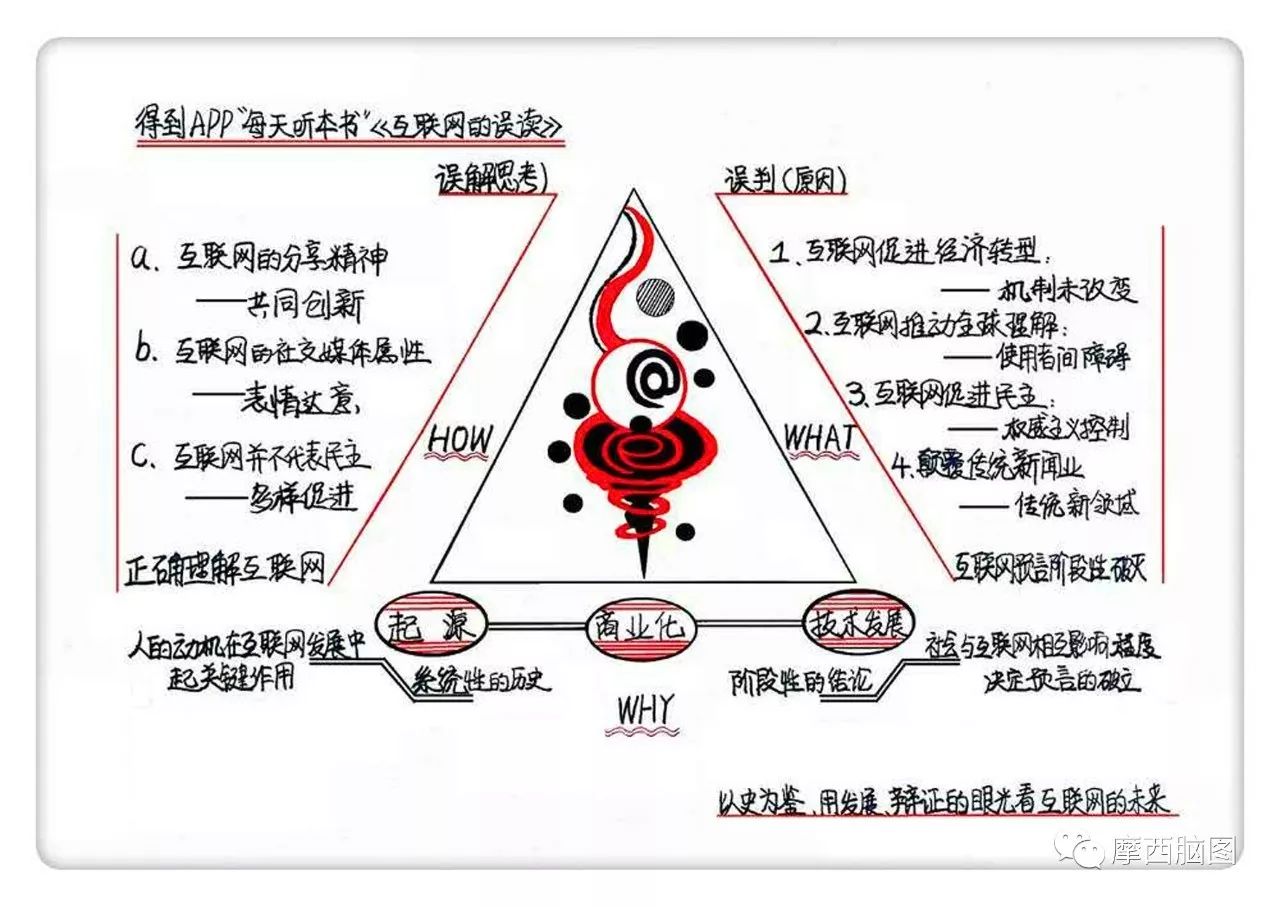 得到APP“每天听本书”《互联网的误读》
误解思考)
a. 互联网的分享精神
——共同创新
b. 互联网的社交媒体属性
——表情达意
c. 互联网并不代表民主
——多样促进
正确理解互联网
HOW
误判(原因)
1、互联网促进经济转型:
——机制未改变
2、互联网推动全球理解:
——使用者间障碍
3、互联网促进民主:
——权威主义控制
4、颠覆传统新闻业
——传统新领域
互联网预言阶段性破灭
WHAT
@
起源
商业化
技术发展
人的动机在互联网发展中
起关键作用
系统性的历史
阶段性的结论
社会与互联网相互影响程度
决定预言的破立
WHY
以史为鉴、用发展、辩证的眼光看互联网的未来
摩西脑图